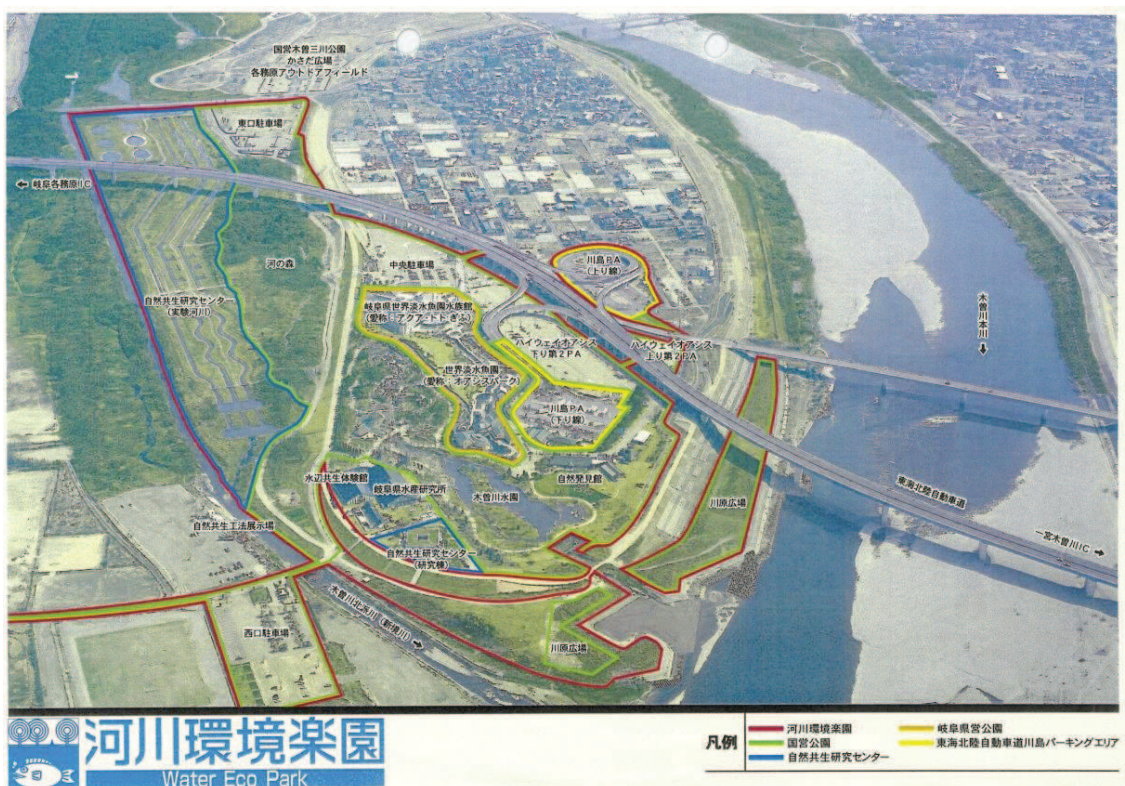 国営木曽三川公園
かさだ広場
各務原アウトドアフィールド
東口駐車場
← 岐阜各務原IC
河の森
中央駐車場
川島PA
(上り線)
自然共生研究センター
(実験河川)
岐阜県世界淡水魚園水族館
(愛称:アクア・トト・ぎふ)
ハイウェイオアシス
下り第2PA
ハイウェイオアシス
上り第2PA
木曽川本川
↓
世界淡水魚園
(愛称:オアシスパーク)
川島PA
(下り線)
水辺共生体験館
岐阜県水産研究所
木曽川水園
自然発見館
川原広場
東海北陸自動車道
自然共生工法展示場
自然共生研究センター
(研究棟)
一宮木曽川IC
→
木曽川北派川(新境川)
→
西口駐車場
川原広場
河川環境楽園
Water Eco Park
凡例
河川環境楽園
国営公園
自然共生研究センター
岐阜県営公園
東海北陸自動車道川島パーキングエリア